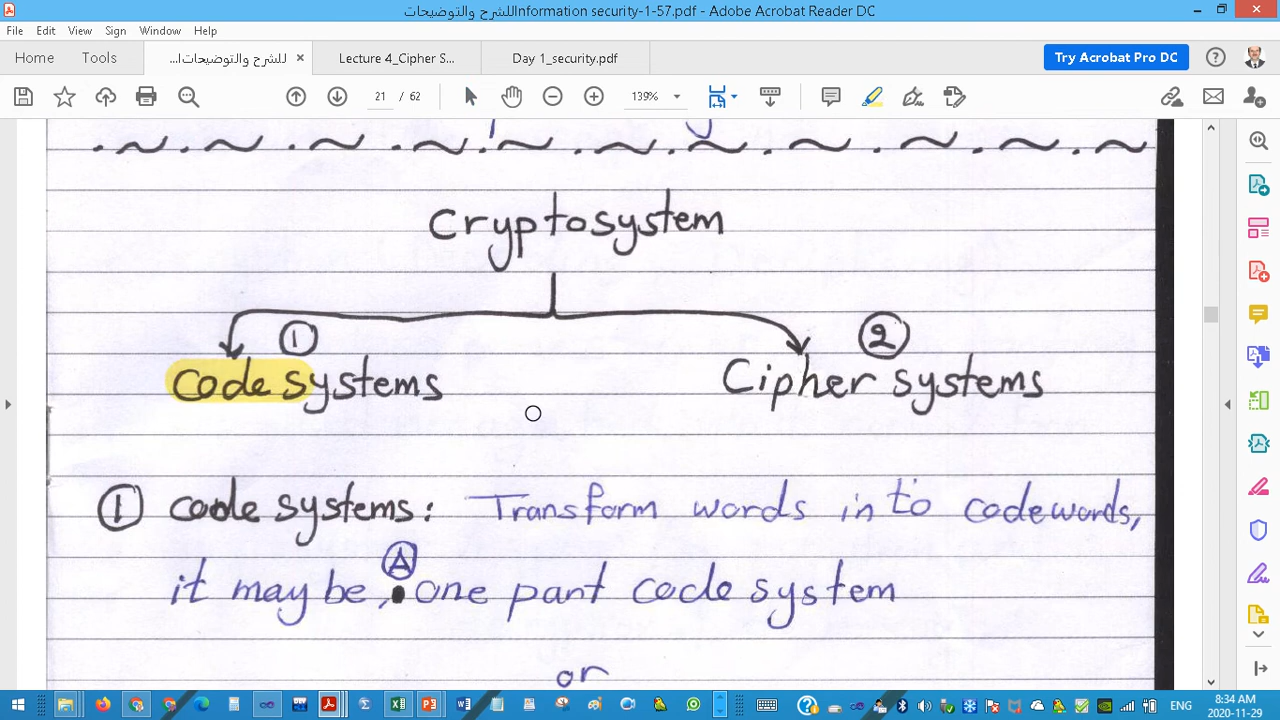 للشرح والتوضيحاتInformation security-1-57.pdf - Adobe Acrobat Reader DC
File Edit View Sign Window Help
Home Tools ...للشرح والتوضيحاتا × Lecture 4_Cipher S... Day 1_security.pdf Try Acrobat Pro DC
21 / 62 139%
Cryptosystem
① ②
Code systems Cipher systems
① code systems: Transform words in to codewords,
Ⓐ
it may be, one part code system
or
ENG 8:34 AM
2020-11-29